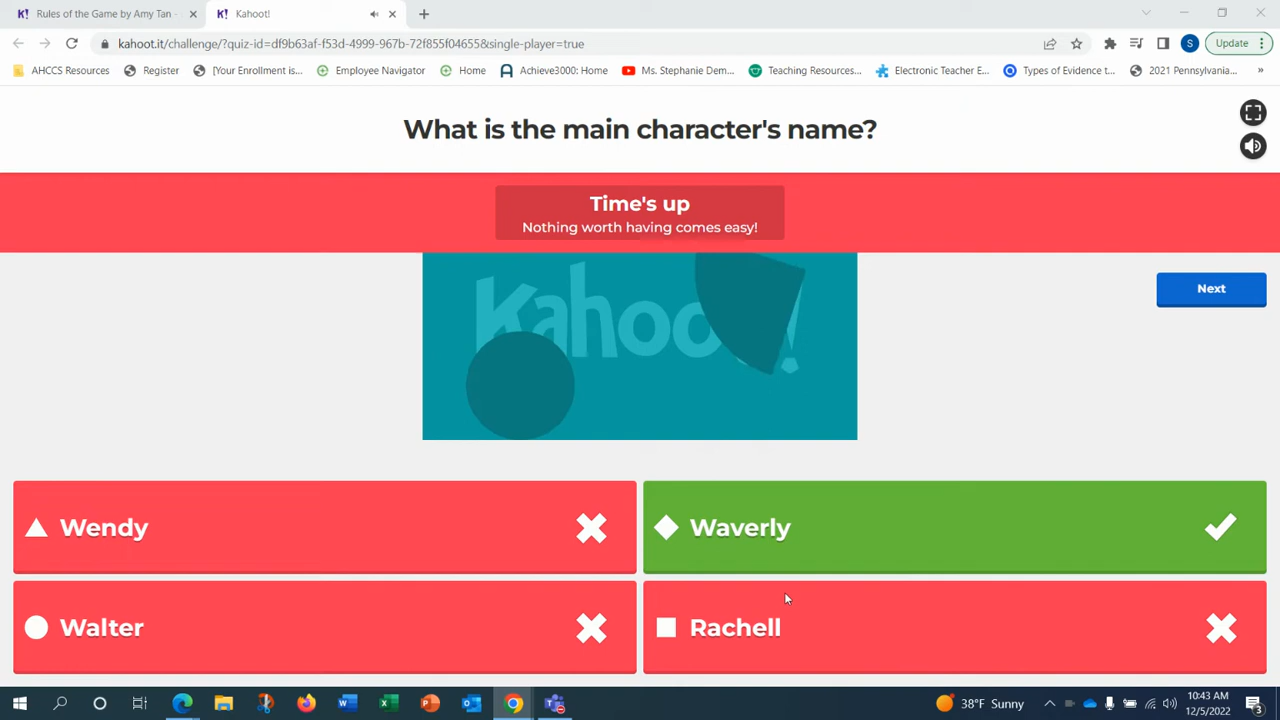 Rules of the Game by Amy Tan -
Kahoot!
kahoot.it/challenge/?quiz-id=df9b63af-f53d-4999-967b-72f855f04655&single-player=true
S
Update
AHCCS Resources
Register
[Your Enrollment is...
Employee Navigator
Home
Achieve3000: Home
Ms. Stephanie Dem...
Teaching Resources...
Electronic Teacher E...
Types of Evidence t...
2021 Pennsylvania...
»
What is the main character's name?
Time's up
Nothing worth having comes easy!
Kahoot!
Next
Wendy
Waverly
Walter
Rachell
38°F Sunny
10:43 AM
12/5/2022
3